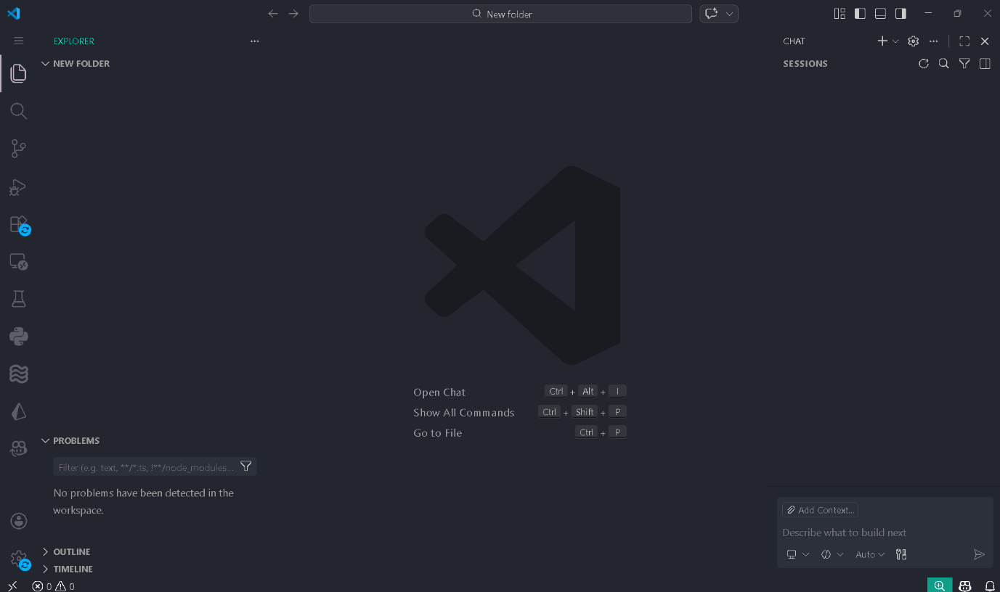 New folder
EXPLORER
NEW FOLDER
PROBLEMS
Filter (e.g. text, **/*.ts, !**/node_modules...
No problems have been detected in the
workspace.
OUTLINE
TIMELINE
0 0
Open Chat Ctrl + Alt + I
Show All Commands Ctrl + Shift + P
Go to File Ctrl + P
CHAT
SESSIONS
Add Context...
Describe what to build next
Auto